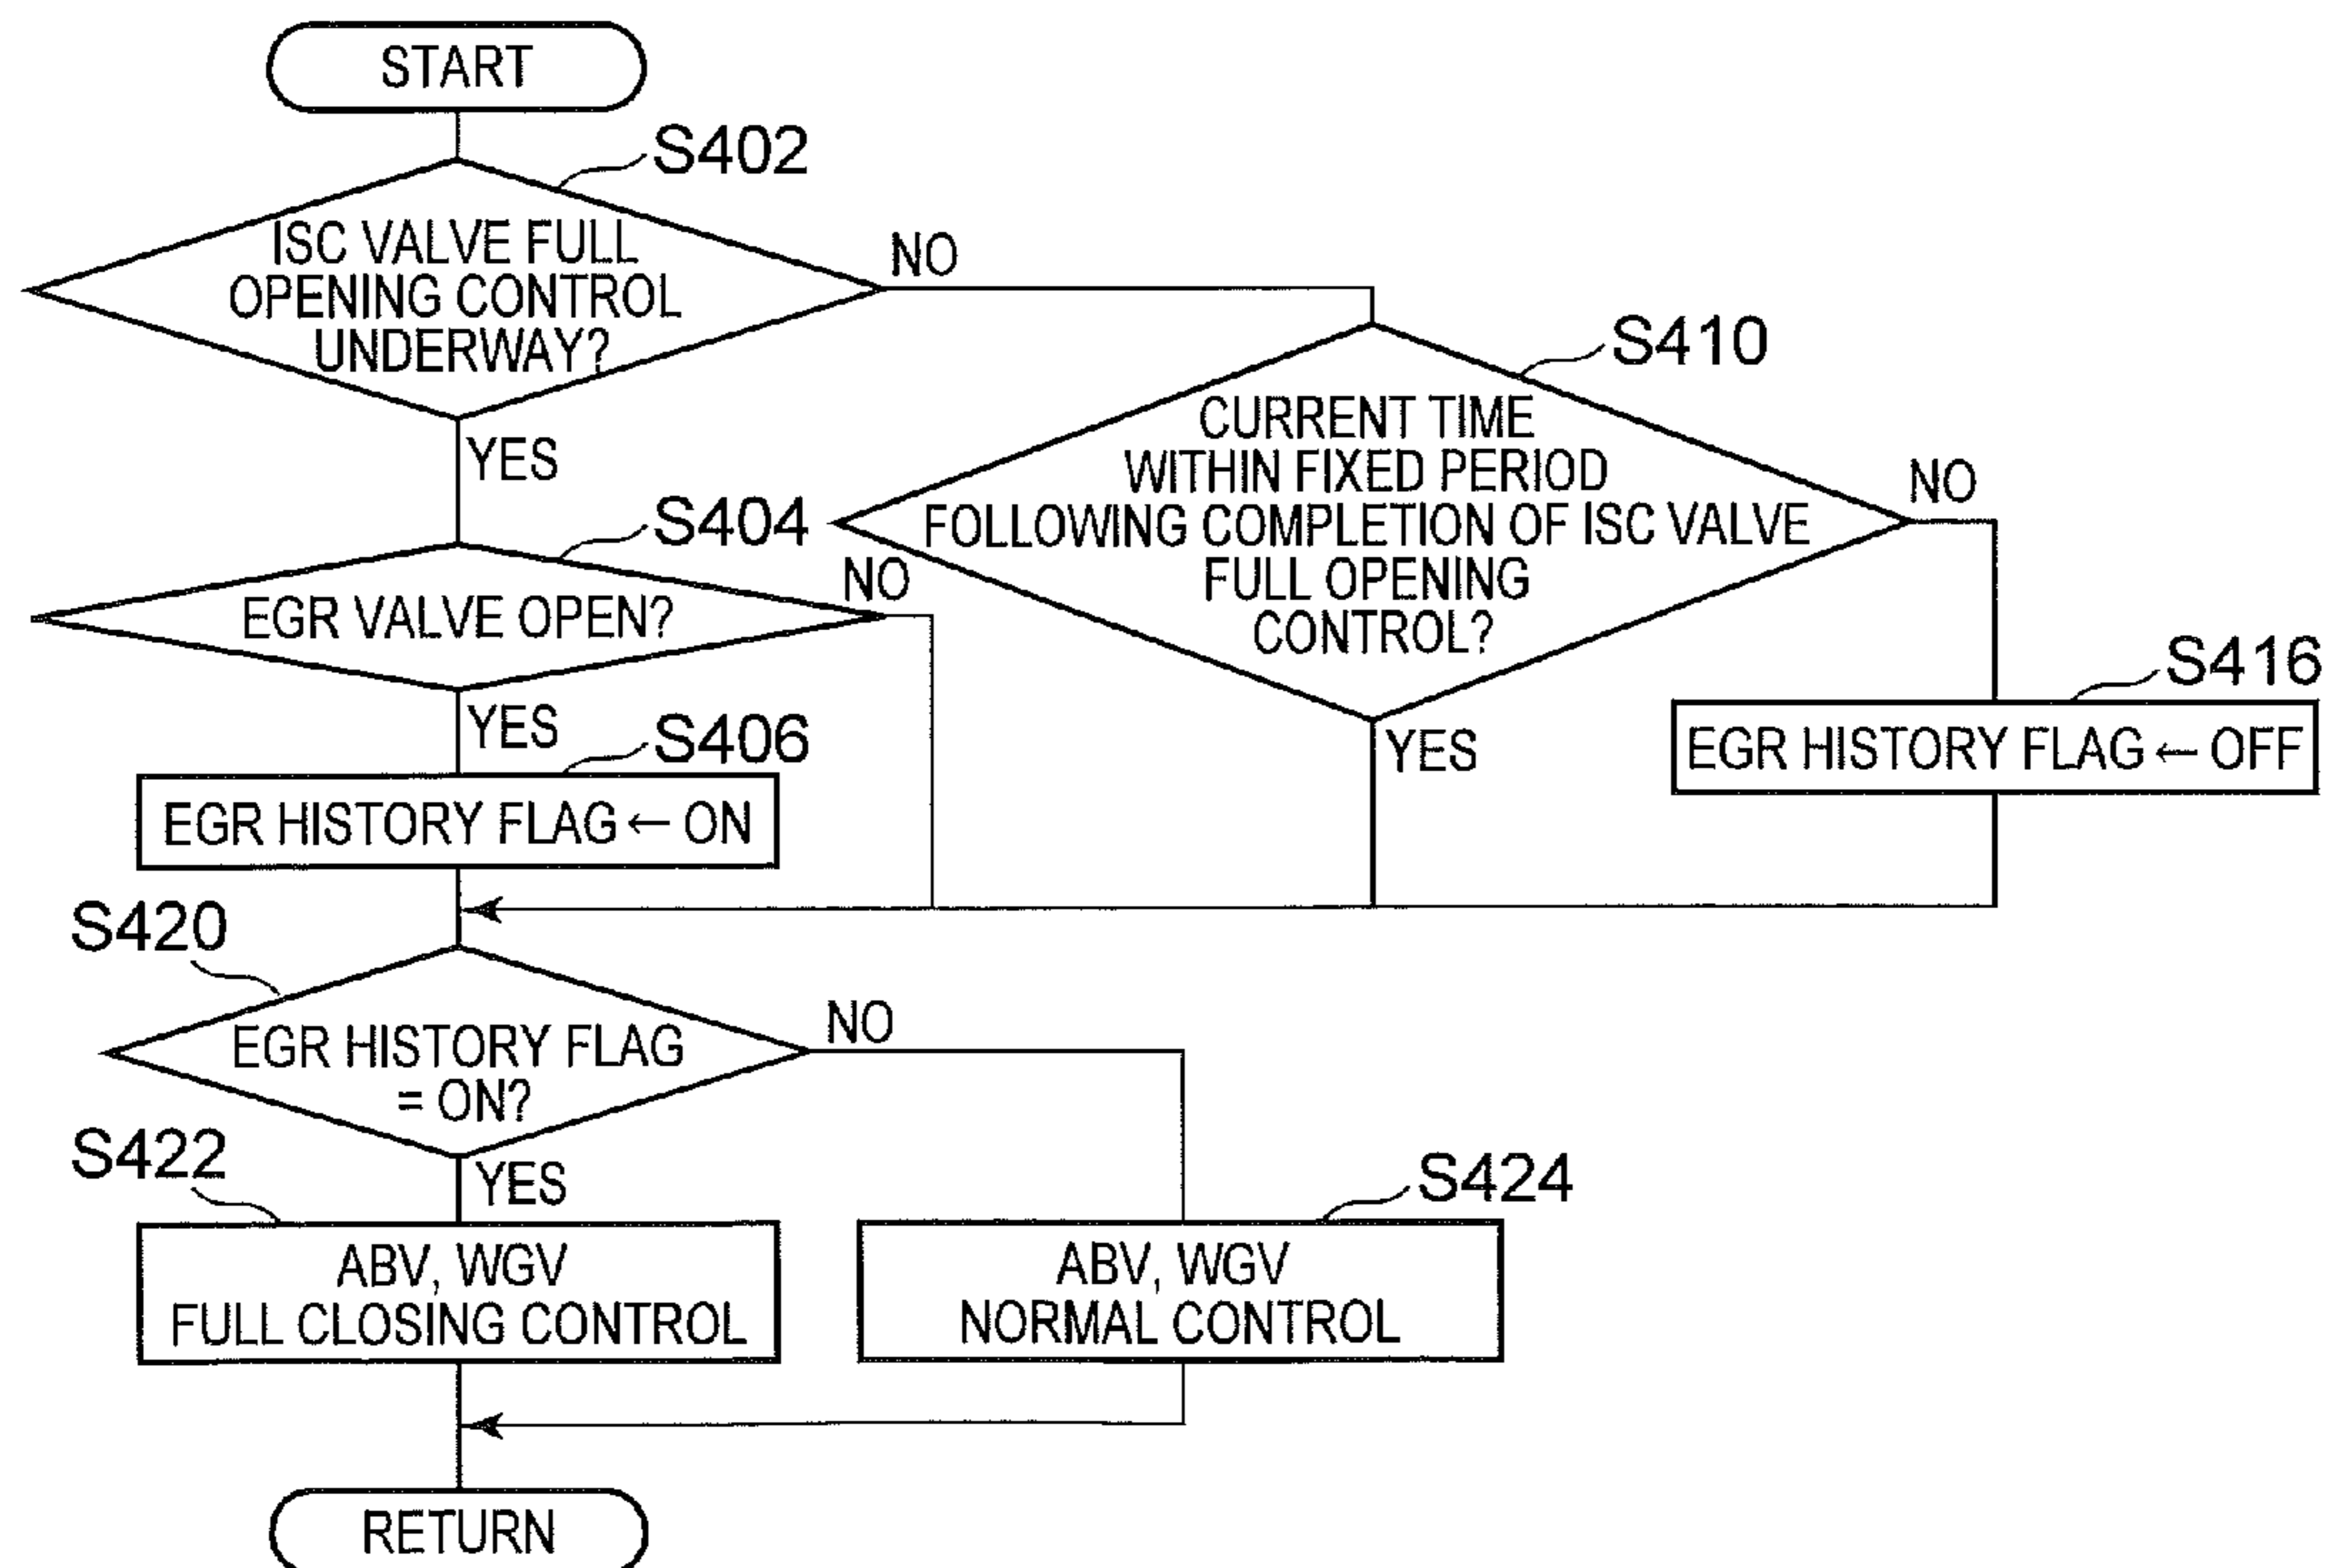 START
S402
ISC VALVE FULL
OPENING CONTROL
UNDERWAY?
NO
YES
S410
CURRENT TIME
WITHIN FIXED PERIOD
FOLLOWING COMPLETION OF ISC VALVE
FULL OPENING
CONTROL?
NO
YES
S404
EGR VALVE OPEN?
NO
YES
S406
EGR HISTORY FLAG ← ON
S416
EGR HISTORY FLAG ← OFF
S420
EGR HISTORY FLAG
= ON?
NO
YES
S422
ABV, WGV
FULL CLOSING CONTROL
S424
ABV, WGV
NORMAL CONTROL
RETURN